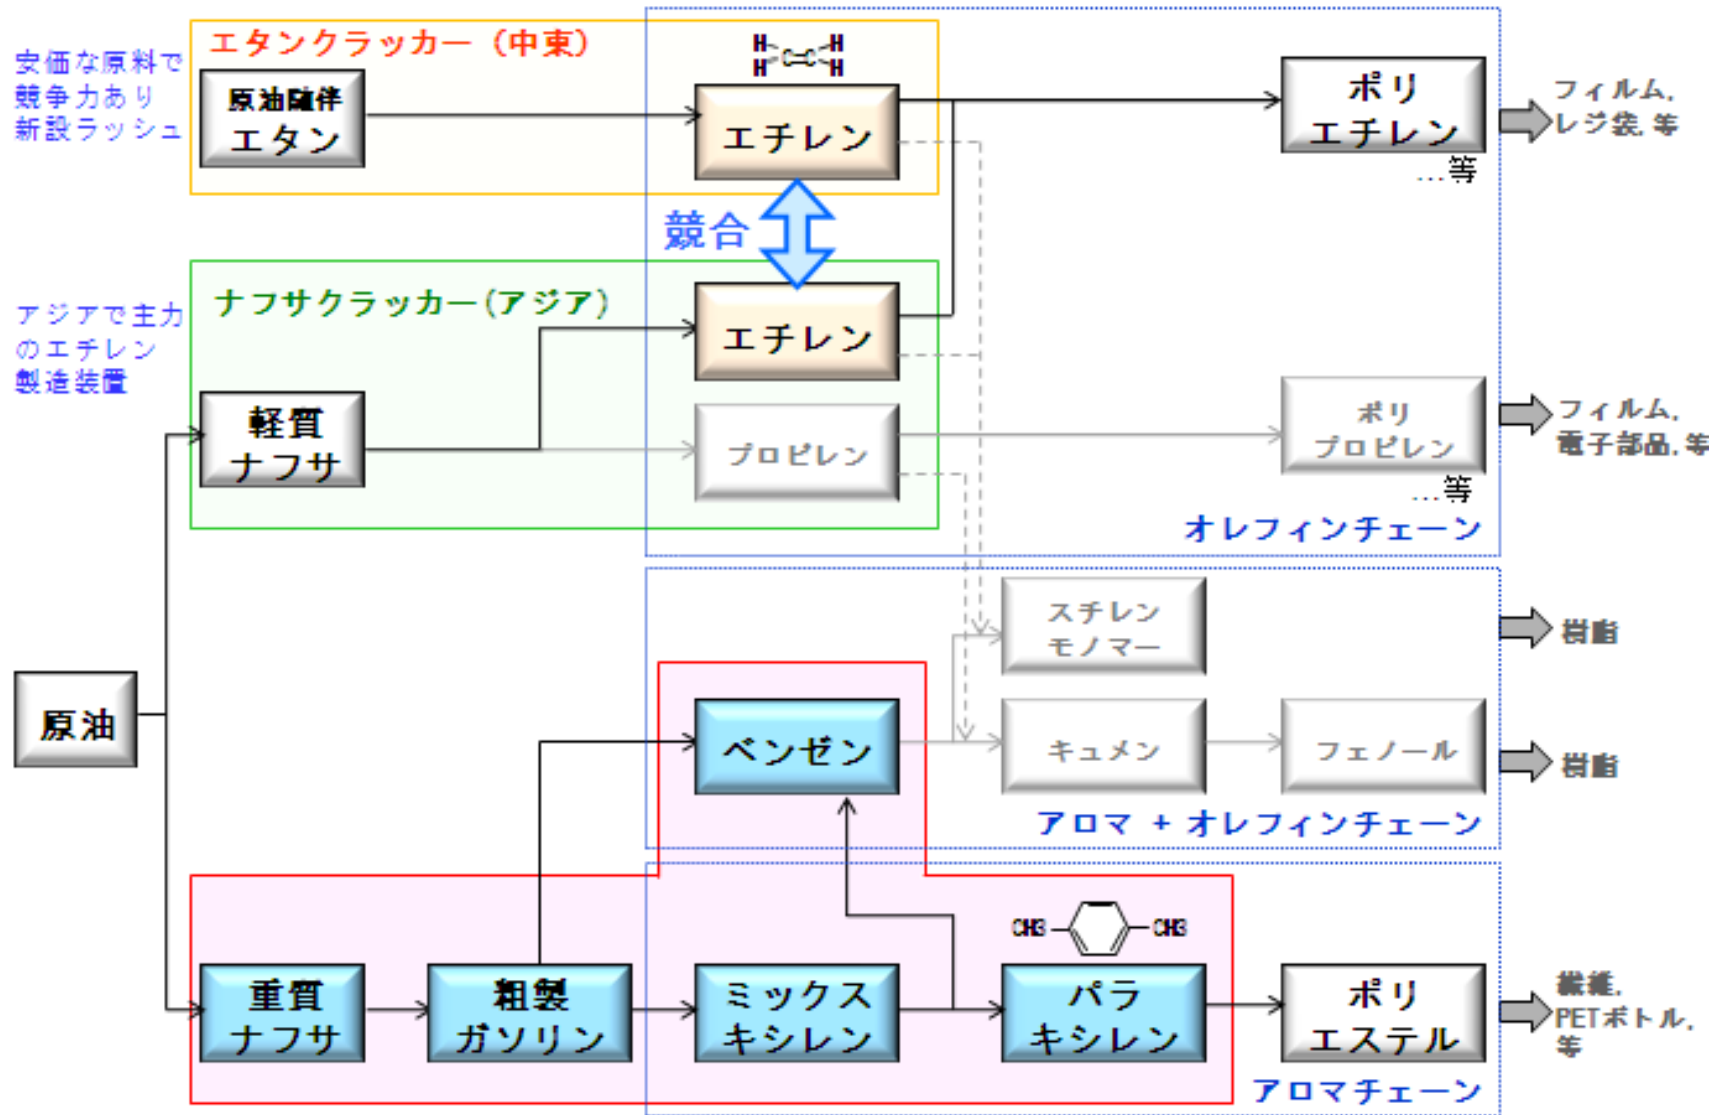 エタンクラッカー（中東）
安価な原料で
競争力あり
新設ラッシュ
原油随伴
エタン
H H
C=C
H H
エチレン
ポリ
エチレン
…等
フィルム,
レジ袋,等
競合
ナフサクラッカー(アジア)
アジアで主力
のエチレン
製造装置
エチレン
軽質
ナフサ
プロピレン
ポリ
プロピレン
…等
フィルム,
電子部品,等
オレフィンチェーン
スチレン
モノマー
樹脂
原油
ベンゼン
キュメン
フェノール
樹脂
アロマ + オレフィンチェーン
CH3
CH3
重質
ナフサ
粗製
ガソリン
ミックス
キシレン
パラ
キシレン
ポリ
エステル
繊維,
PETボトル,
等
アロマチェーン